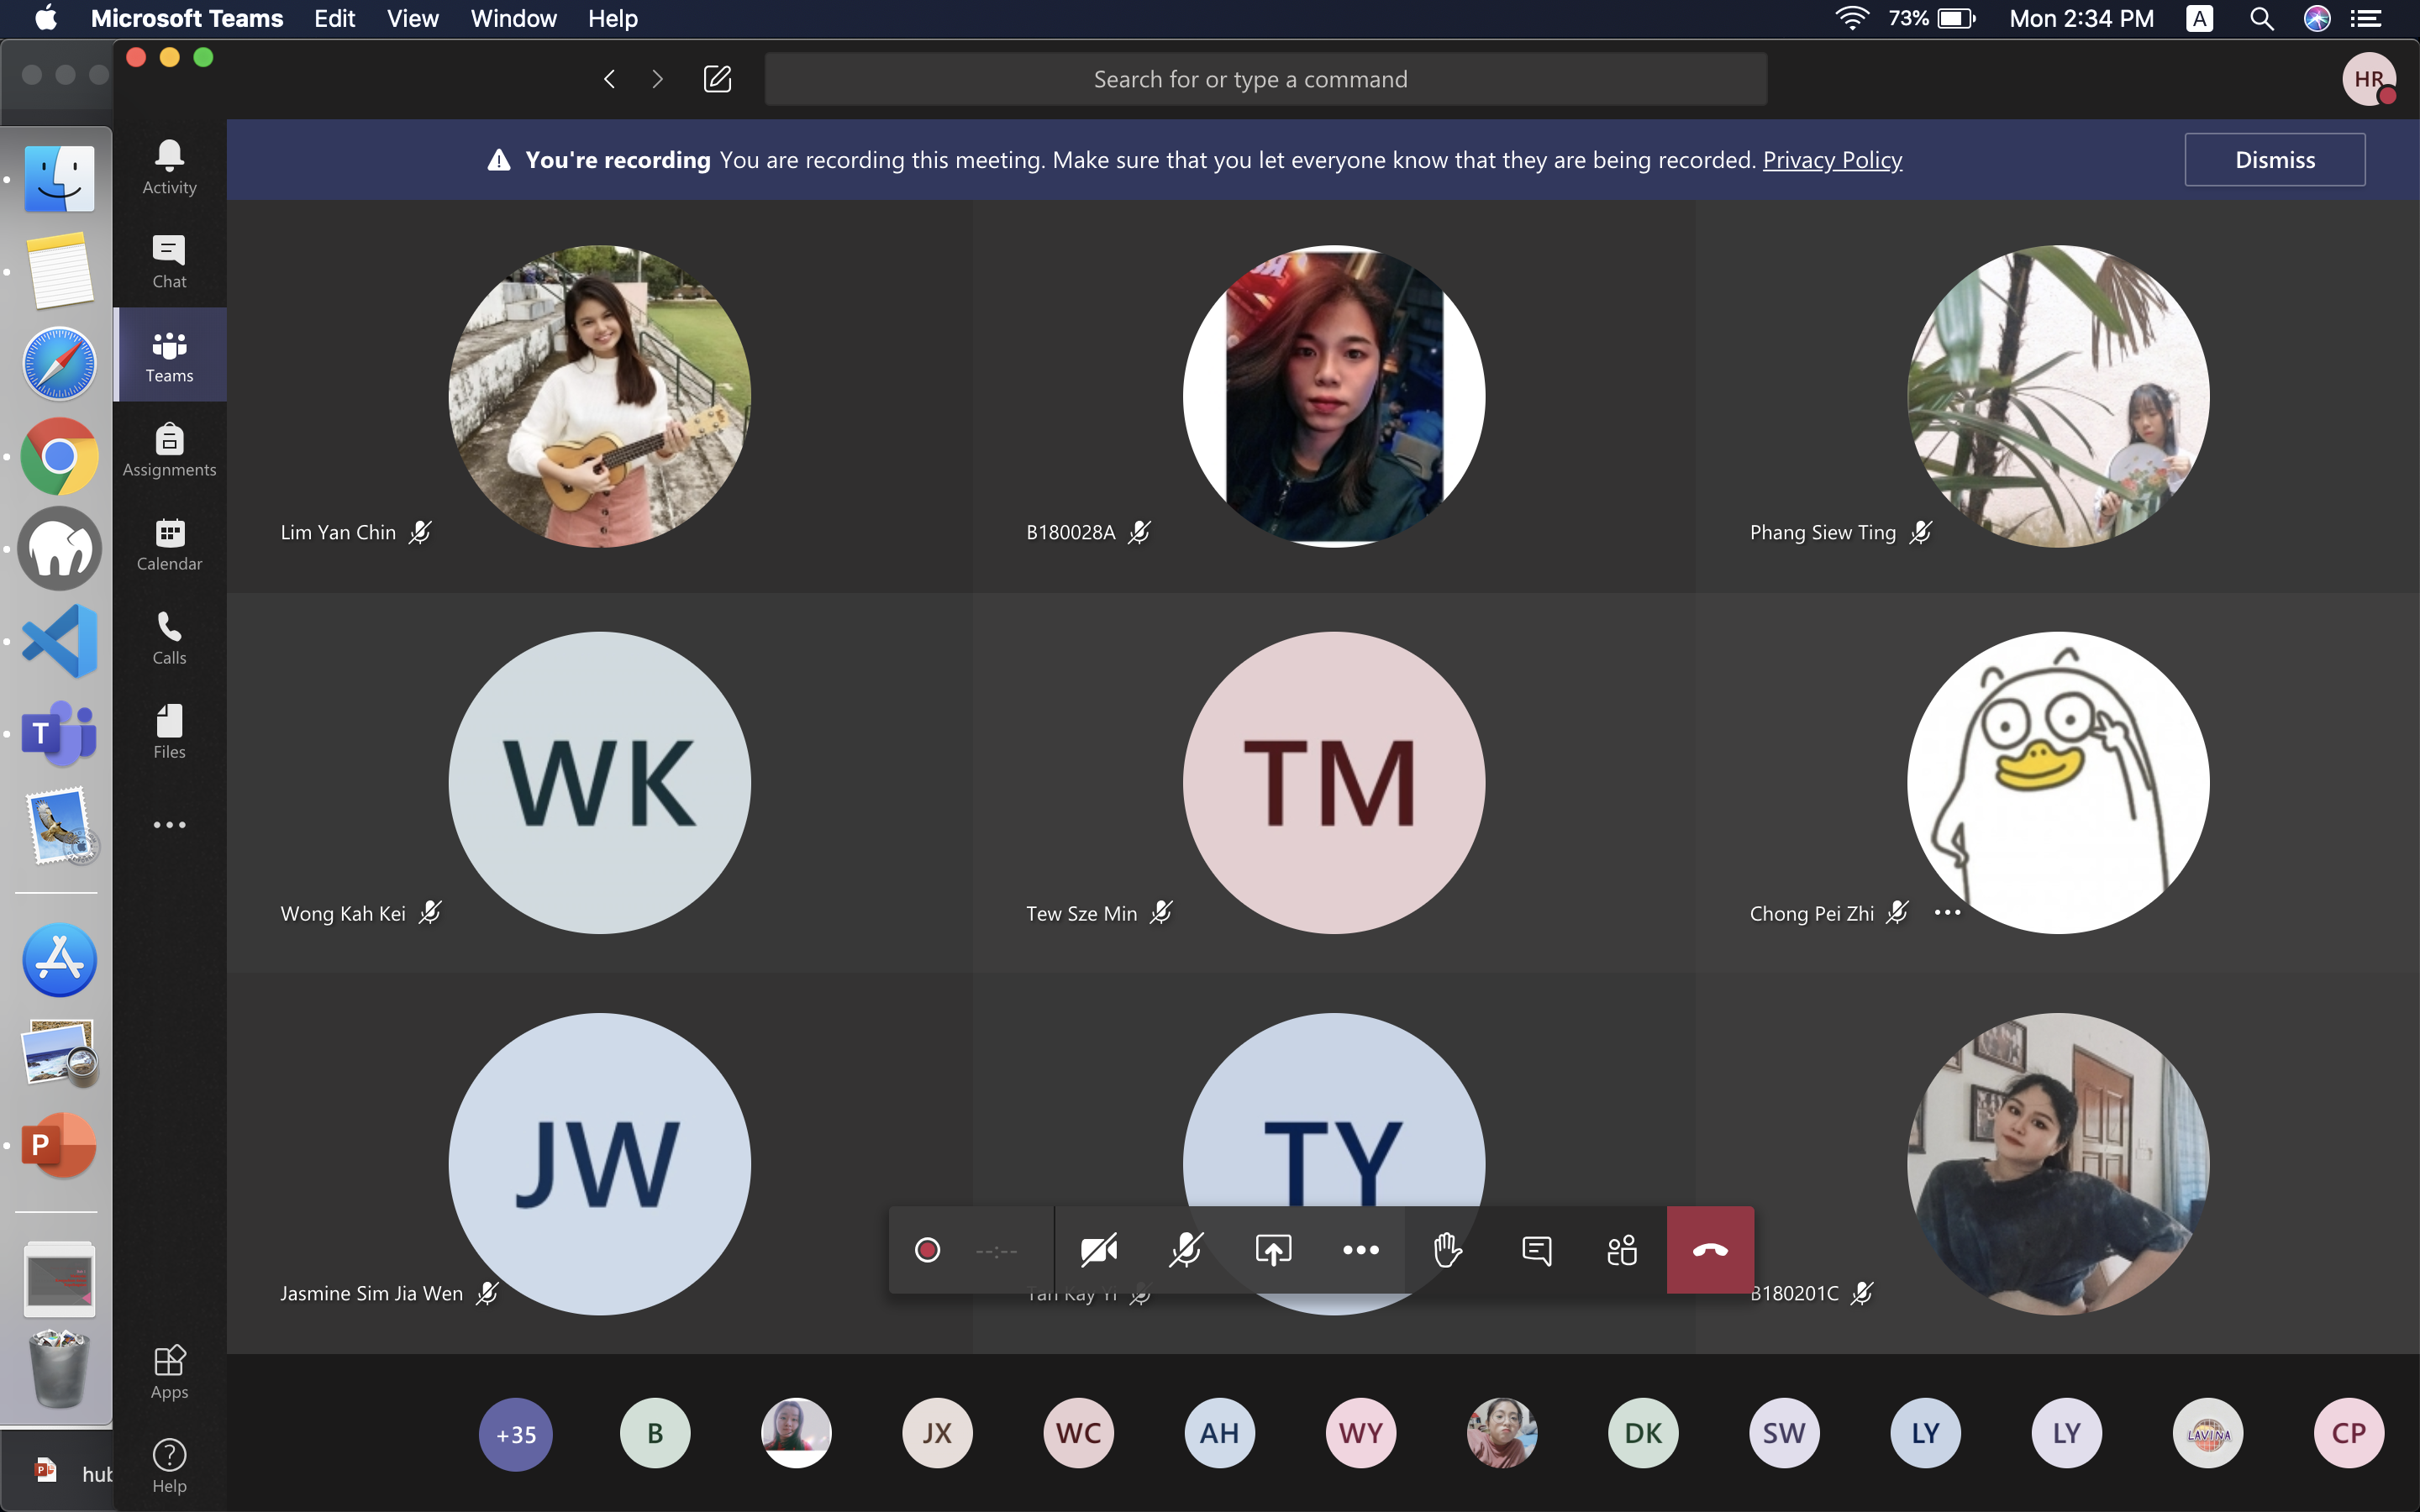 Microsoft Teams Edit View Window Help 73% Mon 2:34 PM A
Search for or type a command
HR
You're recording You are recording this meeting. Make sure that you let everyone know that they are being recorded. Privacy Policy
Dismiss
Activity
Chat
Teams
Assignments
Calendar
Calls
Files
Apps
Help
T
P
P
hub
Lim Yan Chin
B180028A
Phang Siew Ting
WK
TM
Wong Kah Kei
Tew Sze Min
Chong Pei Zhi
JW
TY
--:--
Jasmine Sim Jia Wen
Tan Kay Yi
B180201C
+35
B
JX
WC
AH
WY
DK
SW
LY
LY
LAVINA
CP